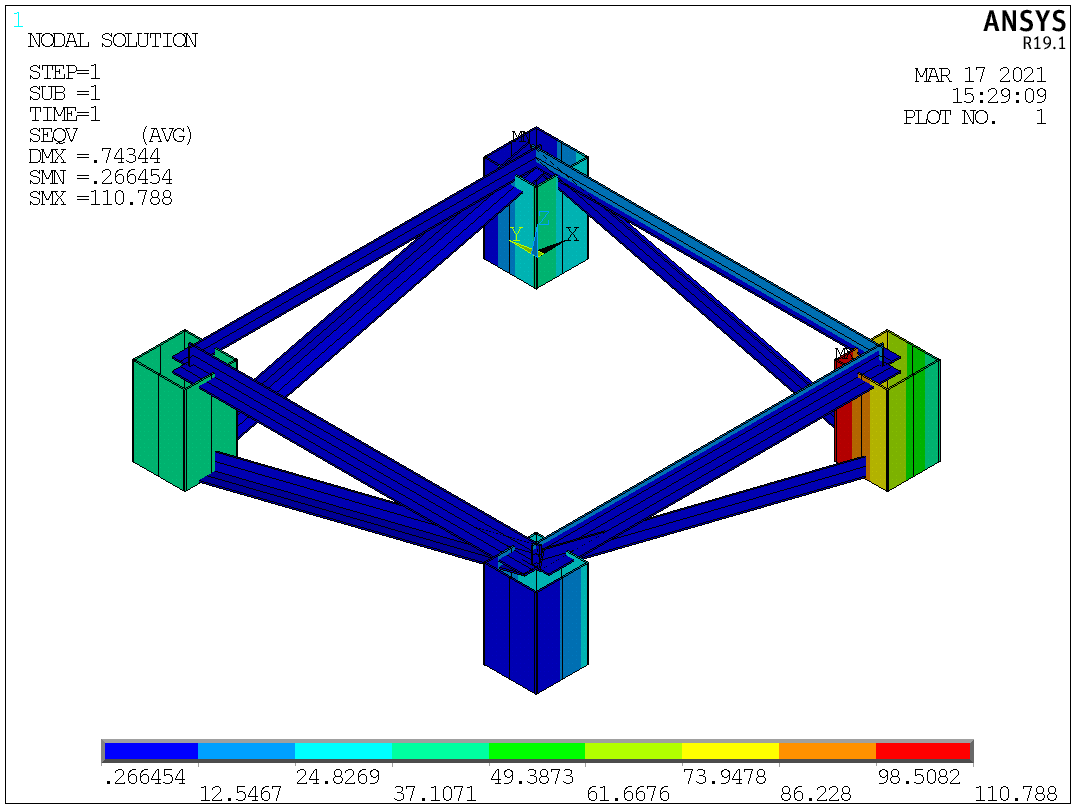 1
NODAL SOLUTION
STEP=1
SUB =1
TIME=1
SEQV (AVG)
DMX =.74344
SMN =.266454
SMX =110.788
ANSYS
R19.1
MAR 17 2021
15:29:09
PLOT NO. 1
Y X
.266454 24.8269 49.3873 73.9478 98.5082
12.5467 37.1071 61.6676 86.228 110.788